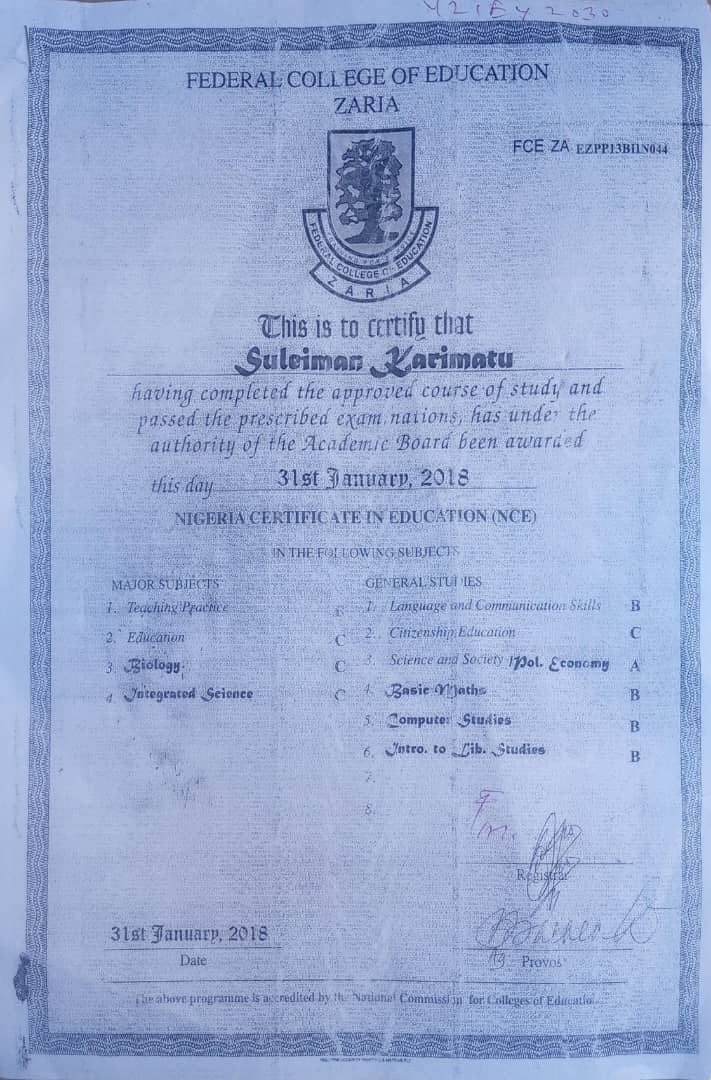 FEDERAL COLLEGE OF EDUCATION
ZARIA
FCE ZA EZPP13BIIN044
FEDERAL COLLEGE OF EDUCATION
ZARIA
This is to certify that
Suleiman Karimatu
having completed the approved course of study and
passed the prescribed examinations, has under the
authority of the Academic Board been awarded
this day 31st January, 2018
NIGERIA CERTIFICATE IN EDUCATION (NCE)
IN THE FOLLOWING SUBJECTS
MAJOR SUBJECTS
1. Teaching Practice B
2. Education C
3. Biology. C
4. Integrated Science C
GENERAL STUDIES
1. Language and Communication Skills B
2. Citizenship Education C
3. Science and Society / Pol. Economy A
4. Basic Maths B
5. Computer Studies B
6. Intro. to Lib. Studies B
7.
8.
F
m.
Registrar
31st January, 2018
Date
Ag. Provost
The above programme is accredited by the National Commission for Colleges of Education